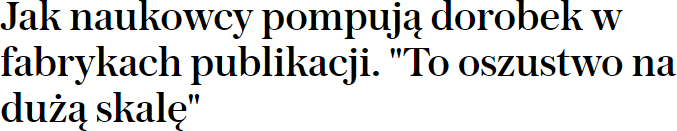 Jak naukowcy pompują dorobek w
fabrykach publikacji. "To oszustwo na
dużą skalę"